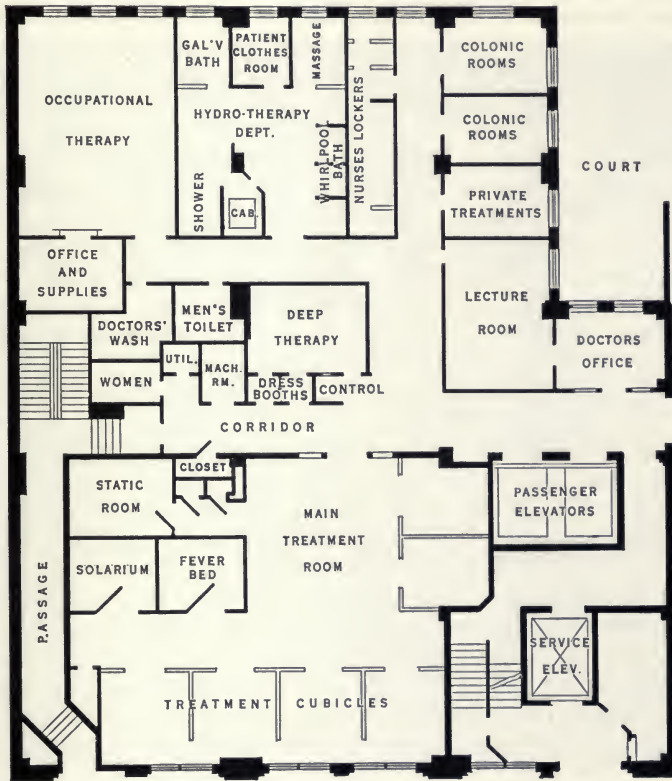 GAL'V
BATH
PATIENT
CLOTHES
ROOM
MASSAGE
COLONIC
ROOMS
OCCUPATIONAL
THERAPY
HYDRO-THERAPY
DEPT.
WHIRLPOOL
BATH
NURSES LOCKERS
COLONIC
ROOMS
COURT
SHOWER
CAB.
PRIVATE
TREATMENTS
OFFICE
AND
SUPPLIES
LECTURE
ROOM
DOCTORS'
WASH
MEN'S
TOILET
DEEP
THERAPY
DOCTORS
OFFICE
UTIL.
WOMEN
MACH.
RM.
DRESS
BOOTHS
CONTROL
CORRIDOR
CLOSET
STATIC
ROOM
MAIN
TREATMENT
ROOM
PASSENGER
ELEVATORS
SOLARIUM
FEVER
BED
PASSAGE
SERVICE
ELEV.
TREATMENT CUBICLES